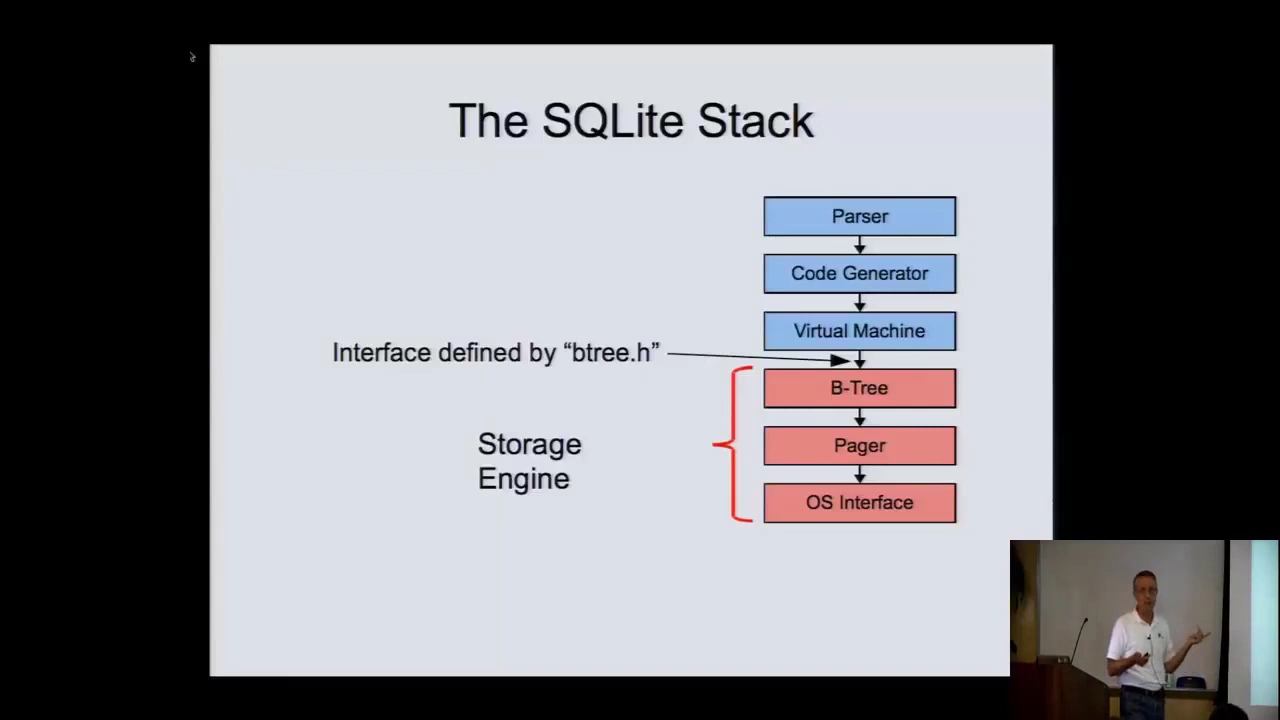 The SQLite Stack
Parser
Code Generator
Virtual Machine
Interface defined by “btree.h”
B-Tree
Storage
Engine
Pager
OS Interface